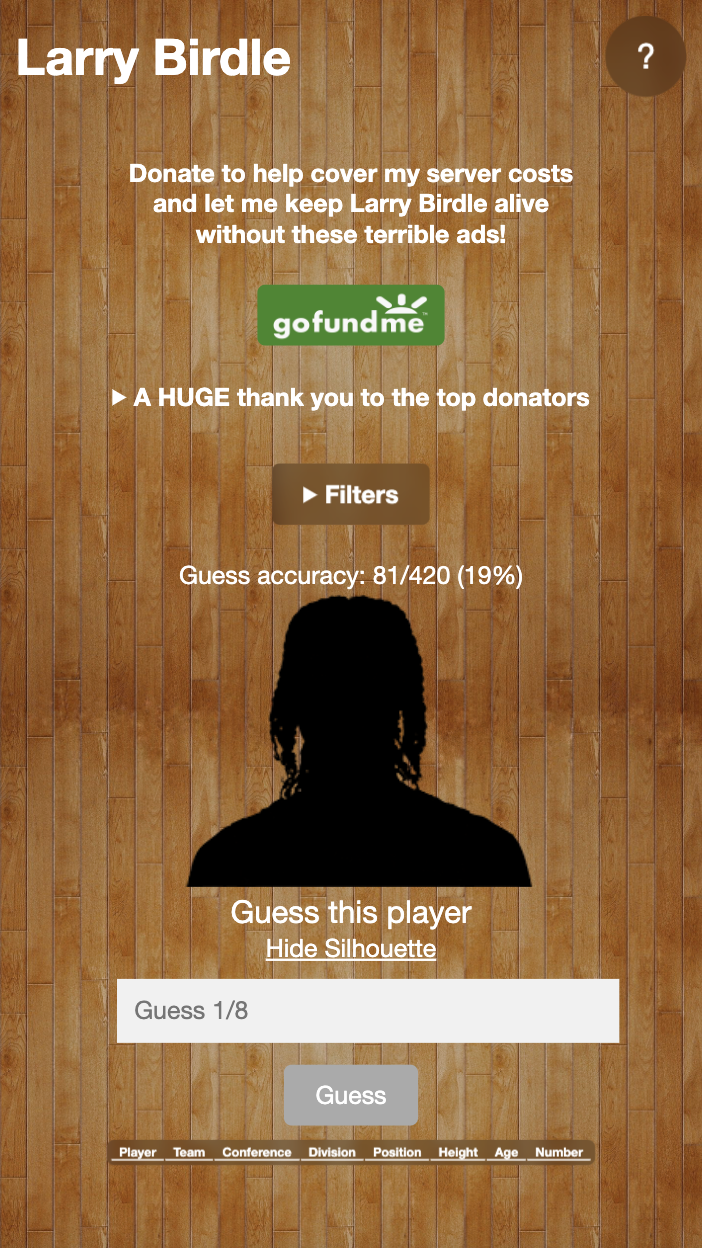 Larry Birdle
?
Donate to help cover my server costs
and let me keep Larry Birdle alive
without these terrible ads!
gofundme™
▶ A HUGE thank you to the top donators
▶ Filters
Guess accuracy: 81/420 (19%)
Guess this player
Hide Silhouette
Guess 1/8
Guess
Player Team Conference Division Position Height Age Number